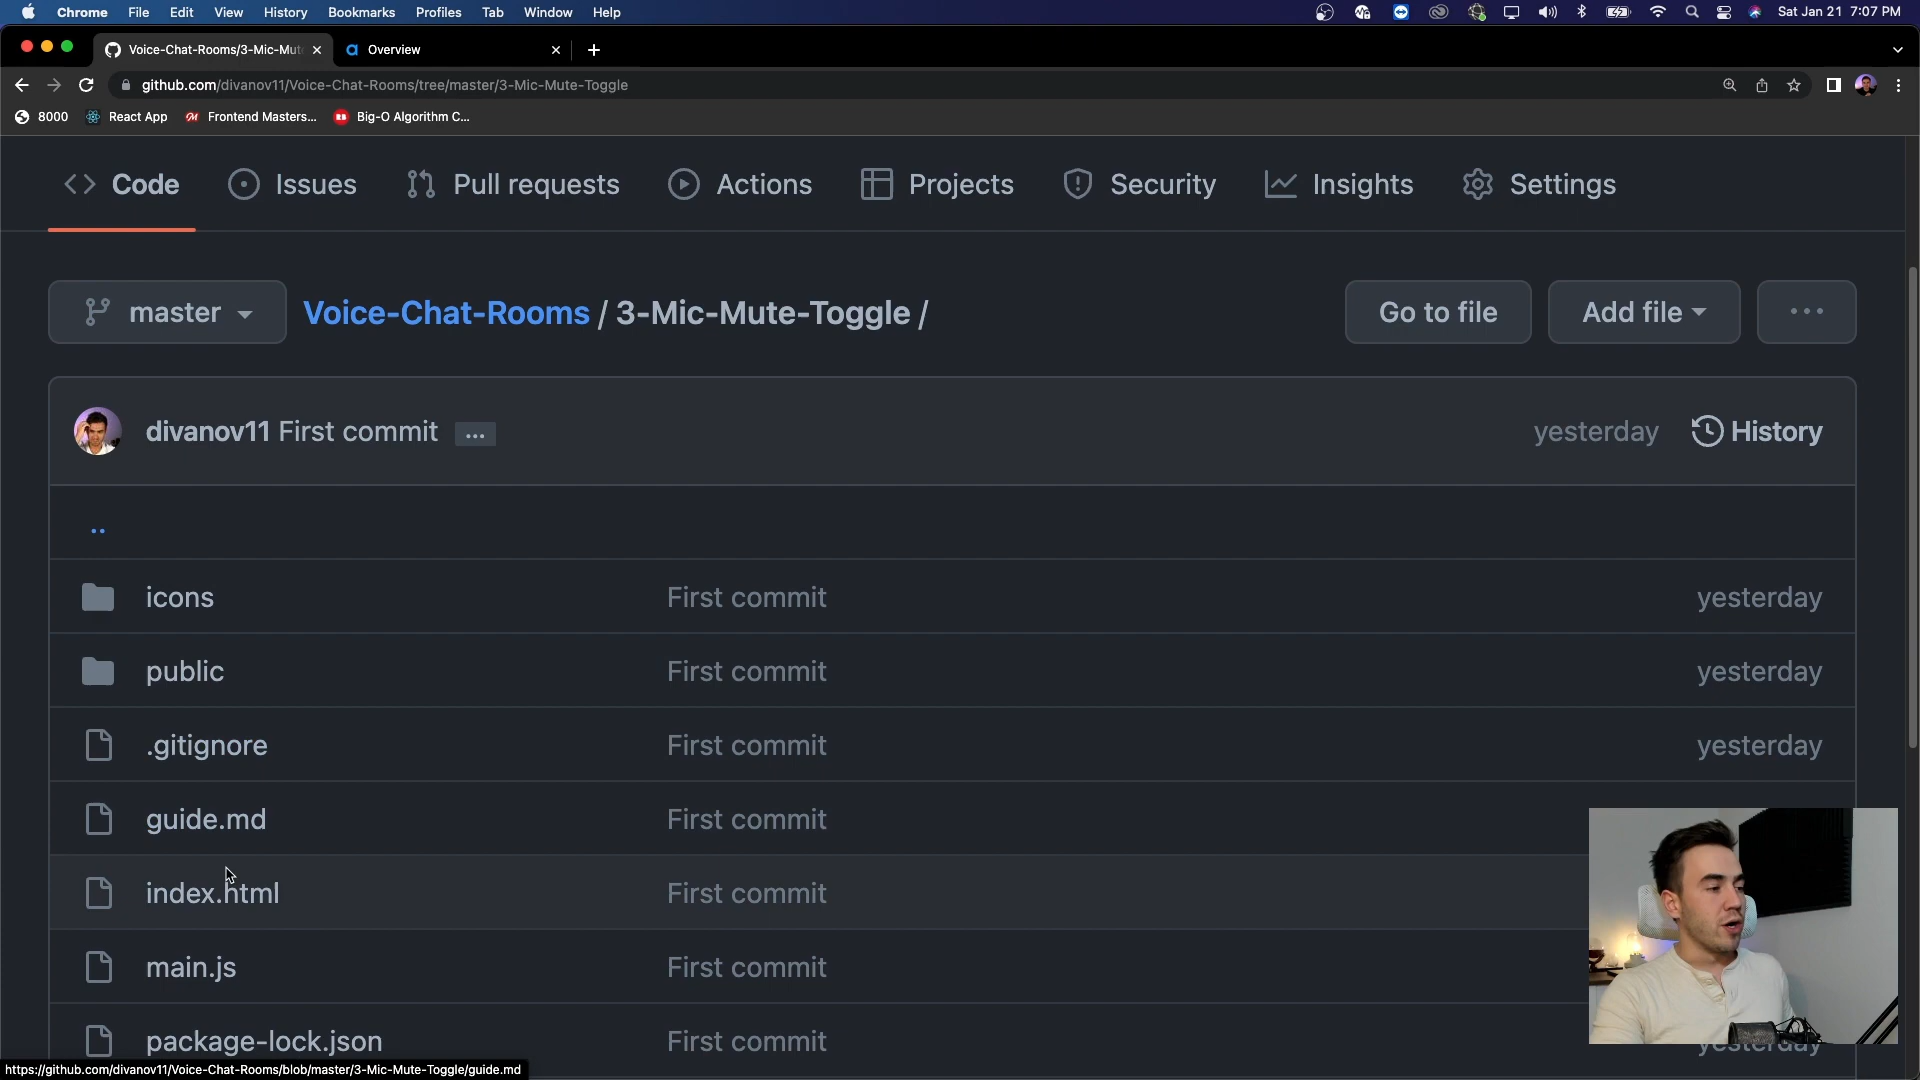 Chrome File Edit View History Bookmarks Profiles Tab Window Help Sat Jan 21 7:07 PM
Voice-Chat-Rooms/3-Mic-Mut Overview
github.com/divanov11/Voice-Chat-Rooms/tree/master/3-Mic-Mute-Toggle
8000 React App Frontend Masters... Big-O Algorithm C...
Code Issues Pull requests Actions Projects Security Insights Settings
master Voice-Chat-Rooms / 3-Mic-Mute-Toggle / Go to file Add file ...
divanov11 First commit ... yesterday History
..
icons First commit yesterday
public First commit yesterday
.gitignore First commit yesterday
guide.md First commit
index.html First commit
main.js First commit
package-lock.json First commit yesterday
https://github.com/divanov11/Voice-Chat-Rooms/blob/master/3-Mic-Mute-Toggle/guide.md